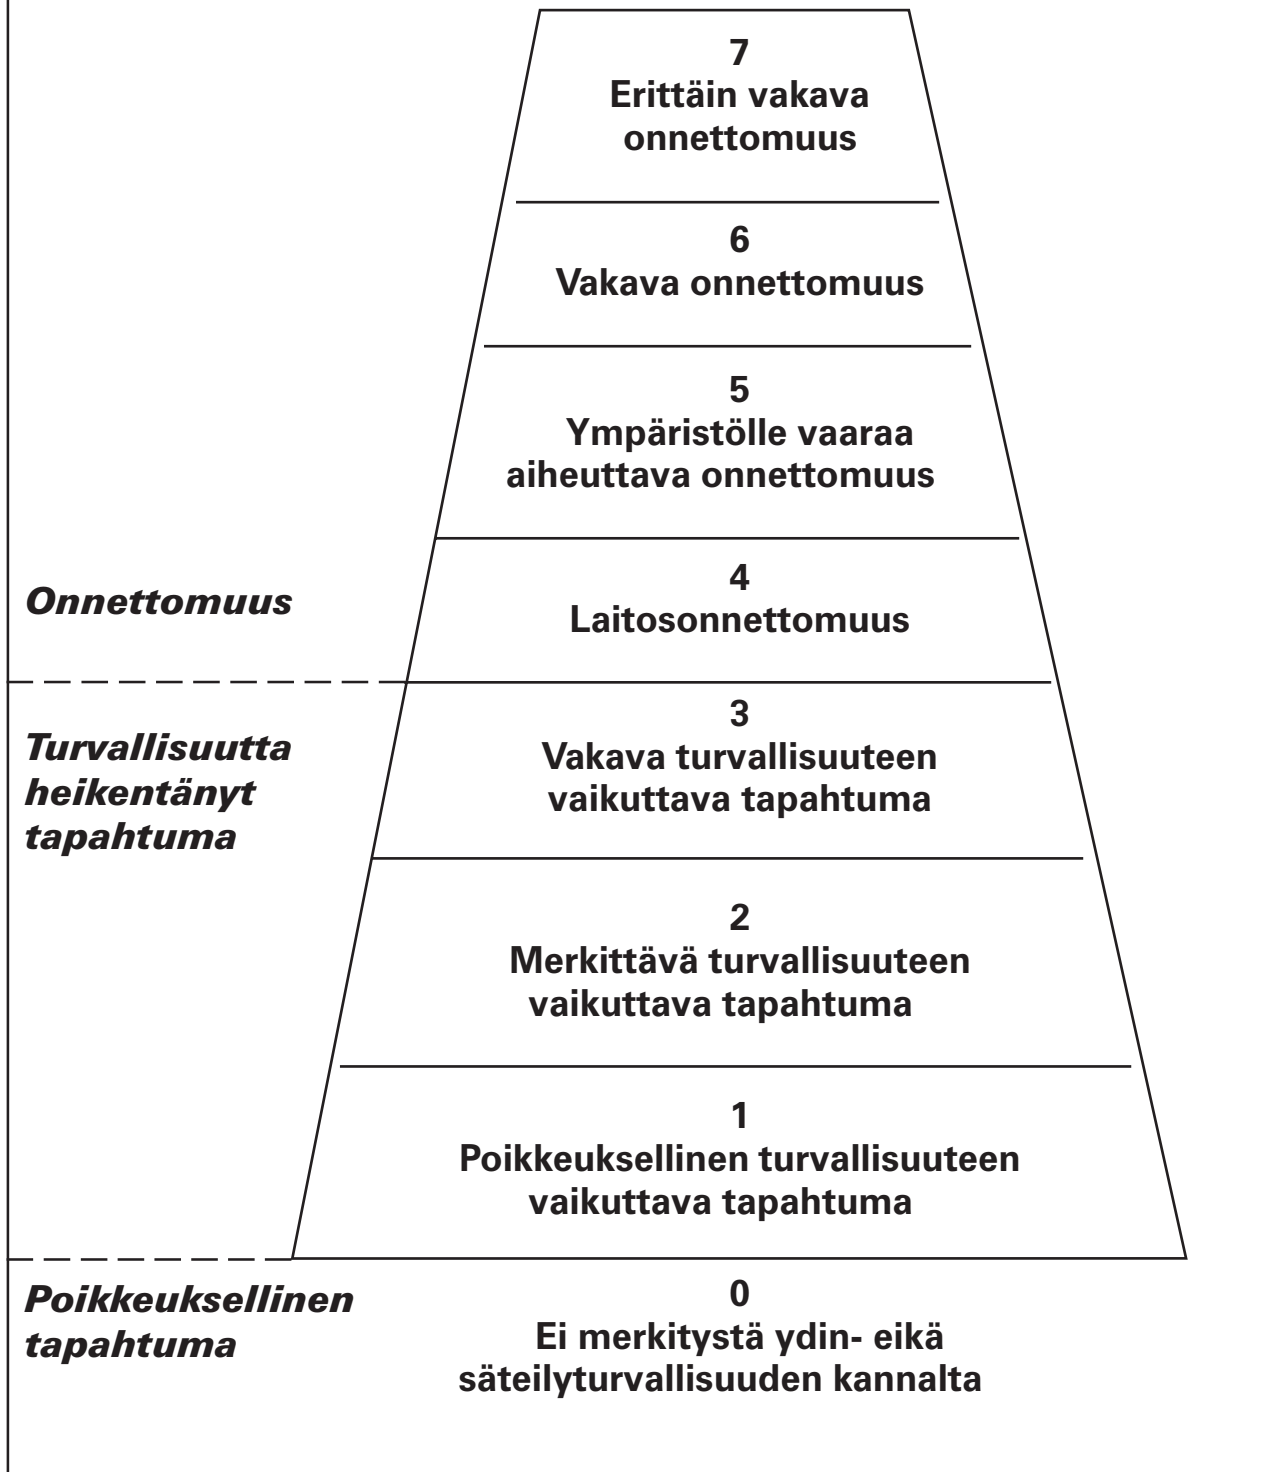 7
Erittäin vakava
onnettomuus
6
Vakava onnettomuus
5
Ympäristölle vaaraa
aiheuttava onnettomuus
Onnettomuus
4
Laitosonnettomuus
Turvallisuutta
heikentänyt
tapahtuma
3
Vakava turvallisuuteen
vaikuttava tapahtuma
2
Merkittävä turvallisuuteen
vaikuttava tapahtuma
1
Poikkeuksellinen turvallisuuteen
vaikuttava tapahtuma
Poikkeuksellinen
tapahtuma
0
Ei merkitystä ydin- eikä
säteilyturvallisuuden kannalta